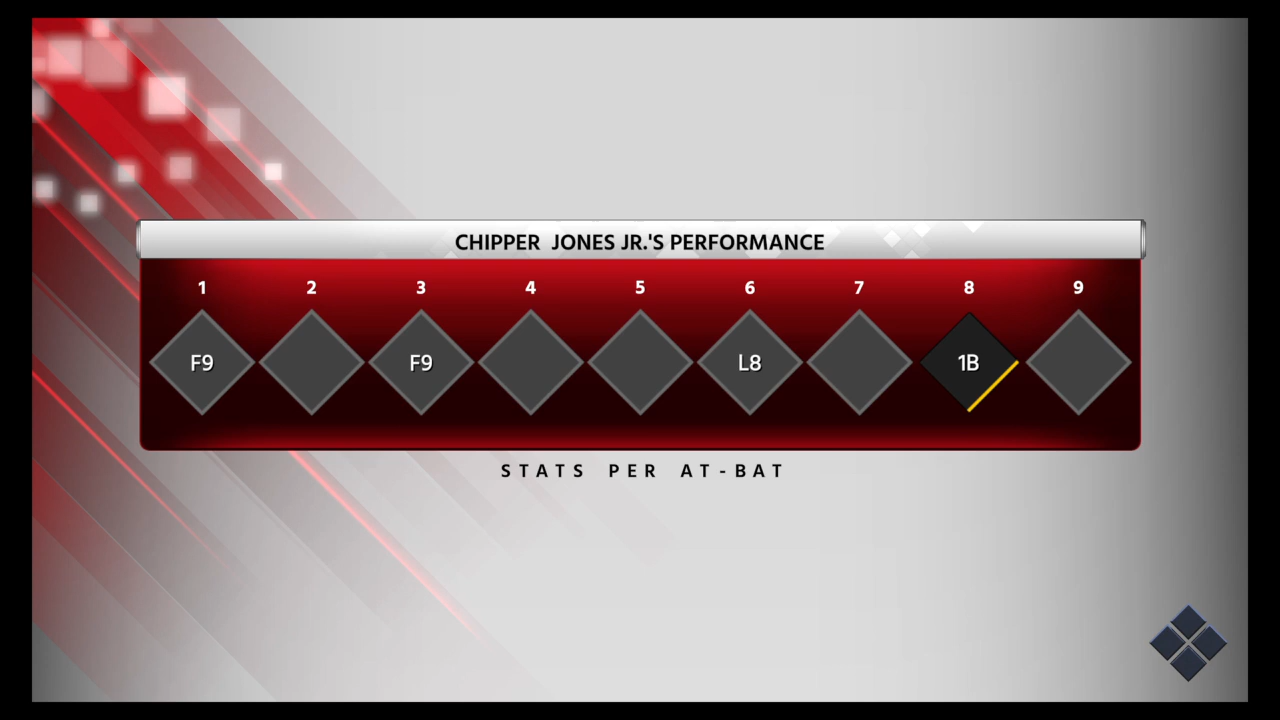 CHIPPER JONES JR.'S PERFORMANCE
1 2 3 4 5 6 7 8 9
F9 F9 L8 1B
STATS PER AT-BAT